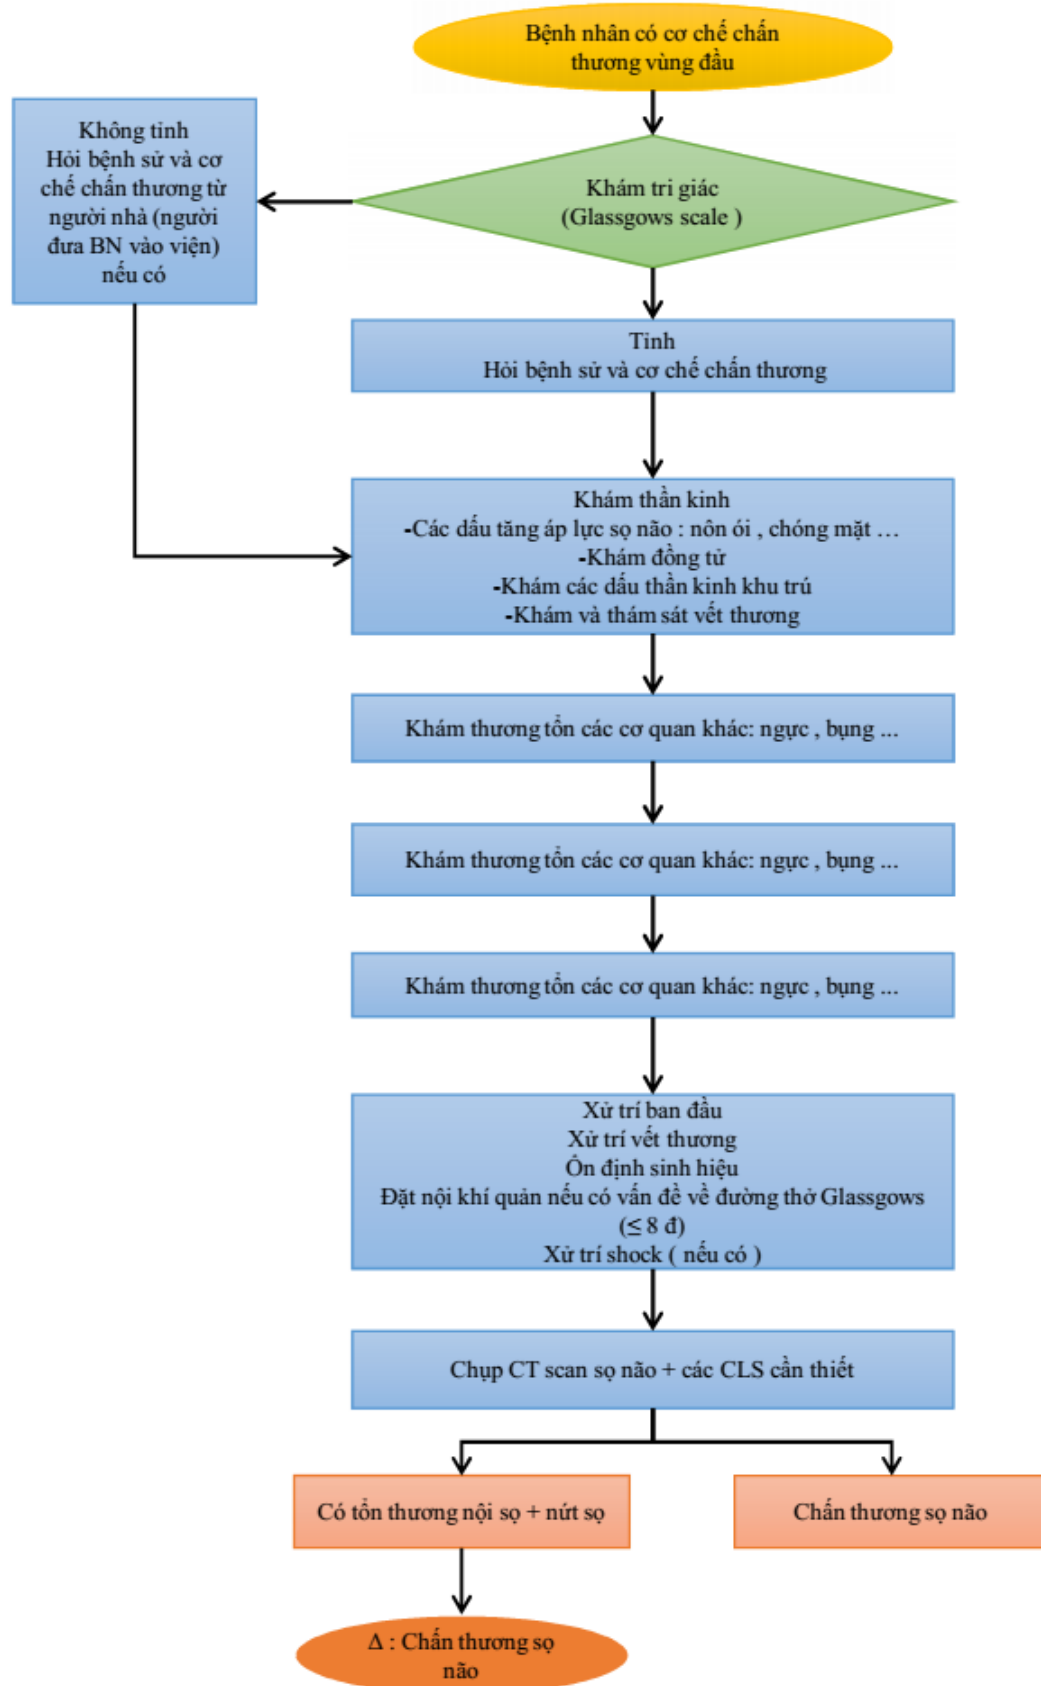 Bệnh nhân có cơ chế chấn
thương vùng đầu
Không tỉnh
Hỏi bệnh sử và cơ
chế chấn thương từ
người nhà (người
đưa BN vào viện)
nếu có
Khám tri giác
(Glassgows scale )
Tỉnh
Hỏi bệnh sử và cơ chế chấn thương
Khám thần kinh
-Các dấu tăng áp lực sọ não : nôn ói , chóng mặt ...
-Khám đồng tử
-Khám các dấu thần kinh khu trú
-Khám và thám sát vết thương
Khám thương tổn các cơ quan khác: ngực , bụng ...
Khám thương tổn các cơ quan khác: ngực , bụng ...
Khám thương tổn các cơ quan khác: ngực , bụng ...
Xử trí ban đầu
Xử trí vết thương
Ổn định sinh hiệu
Đặt nội khí quản nếu có vấn đề về đường thở Glassgows
(≤ 8 đ)
Xử trí shock ( nếu có )
Chụp CT scan sọ não + các CLS cần thiết
Có tổn thương nội sọ + nứt sọ
Chấn thương sọ não
Δ : Chấn thương sọ
não